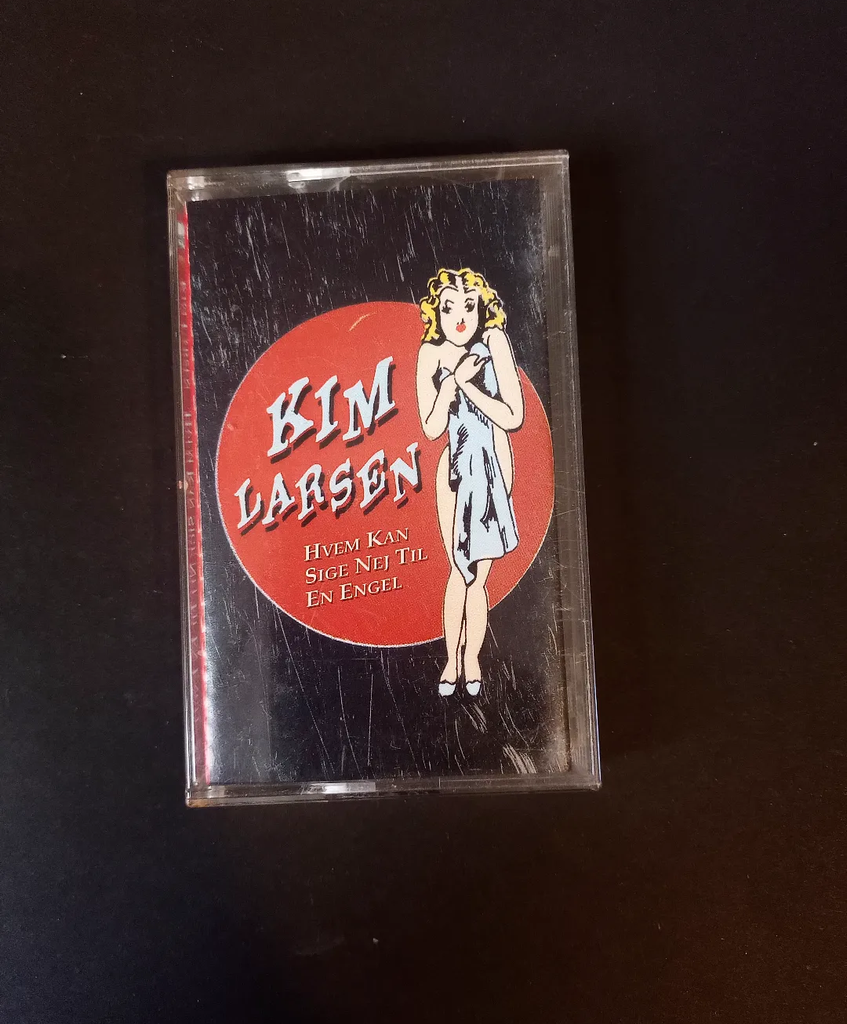 KIM
LARSEN
HVEM KAN
SIGE NEJ TIL
EN ENGEL